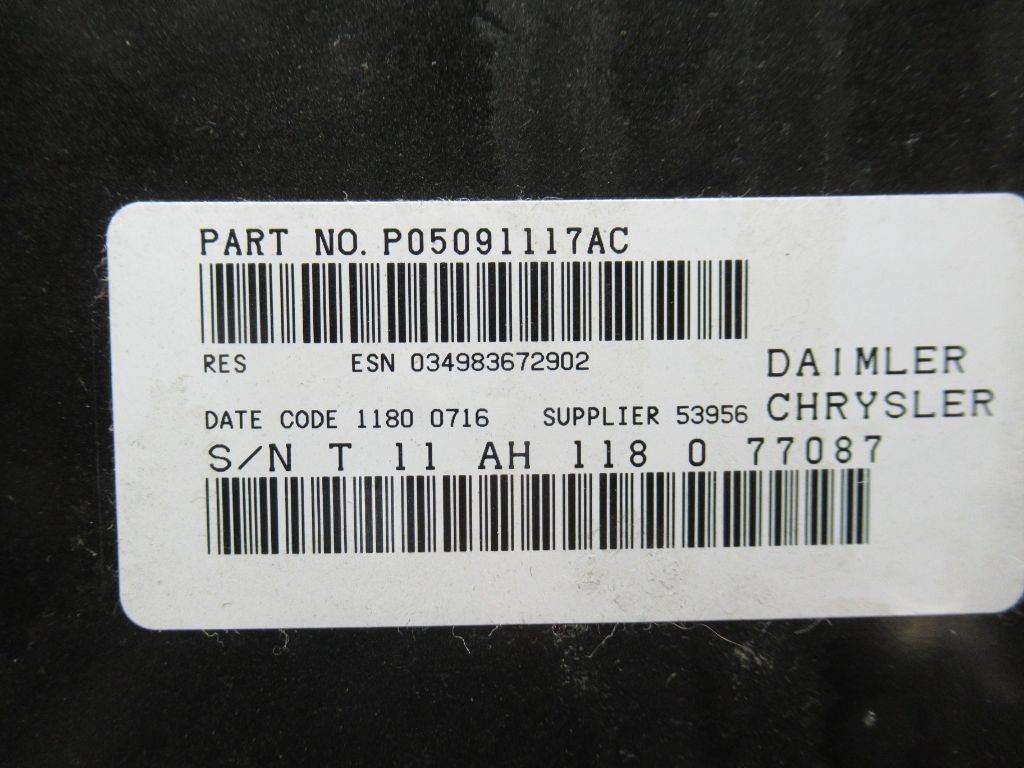 PART NO. P05091117AC
RES ESN 034983672902
DATE CODE 1180 0716 SUPPLIER 53956
DAIMLER
CHRYSLER
S/N T 11 AH 118 0 77087